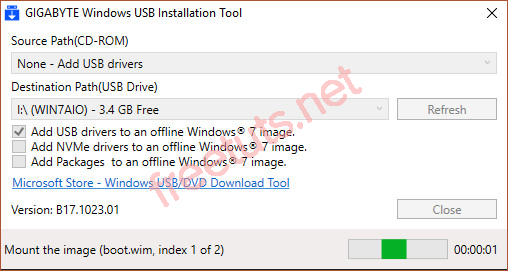 GIGABYTE Windows USB Installation Tool
Source Path(CD-ROM)
None - Add USB drivers
Destination Path(USB Drive)
I:\ (WIN7AIO) - 3.4 GB Free
Refresh
Add USB drivers to an offline Windows® 7 image.
Add NVMe drivers to an offline Windows® 7 image.
Add Packages to an offline Windows® 7 image.
Microsoft Store - Windows USB/DVD Download Tool
Version: B17.1023.01
Close
Mount the image (boot.wim, index 1 of 2)
00:00:01
freetuts.net